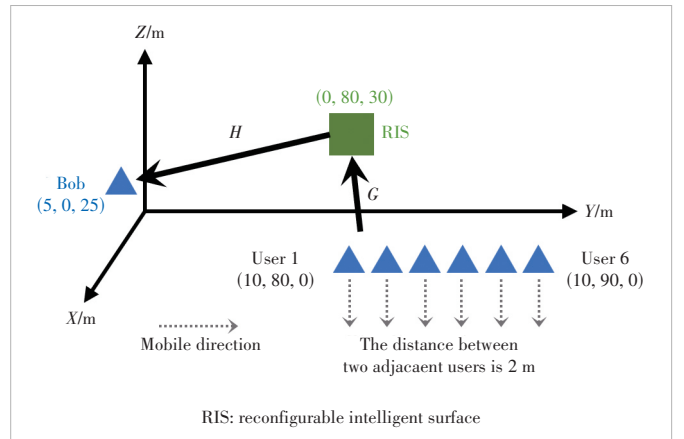 Z/m
(0, 80, 30)
H
RIS
Bob
(5, 0, 25)
G
Y/m
User 1
(10, 80, 0)
User 6
(10, 90, 0)
X/m
Mobile direction
The distance between
two adjacaent users is 2 m
RIS: reconfigurable intelligent surface